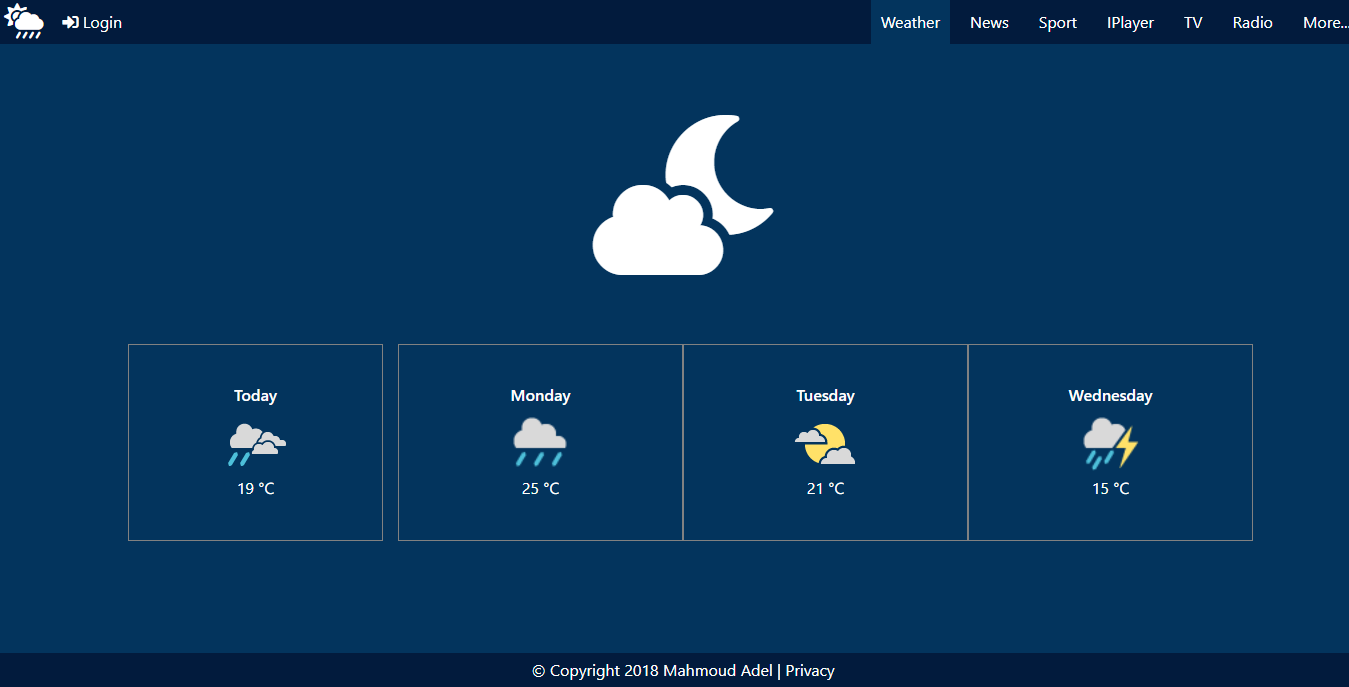 Login
Weather News Sport IPlayer TV Radio More...
Today Monday Tuesday Wednesday
19 °C 25 °C 21 °C 15 °C
© Copyright 2018 Mahmoud Adel | Privacy